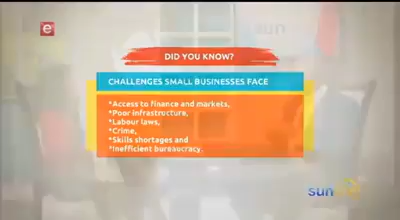 e
DID YOU KNOW?
CHALLENGES SMALL BUSINESSES FACE
*Access to finance and markets,
*Poor infrastructure,
*Labour laws,
*Crime,
*Skills shortages and
*Inefficient bureaucracy.
sun